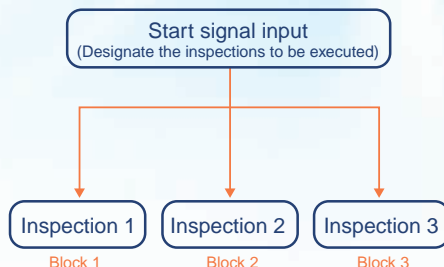 Start signal input
(Designate the inspections to be executed)
Inspection 1
Inspection 2
Inspection 3
Block 1
Block 2
Block 3